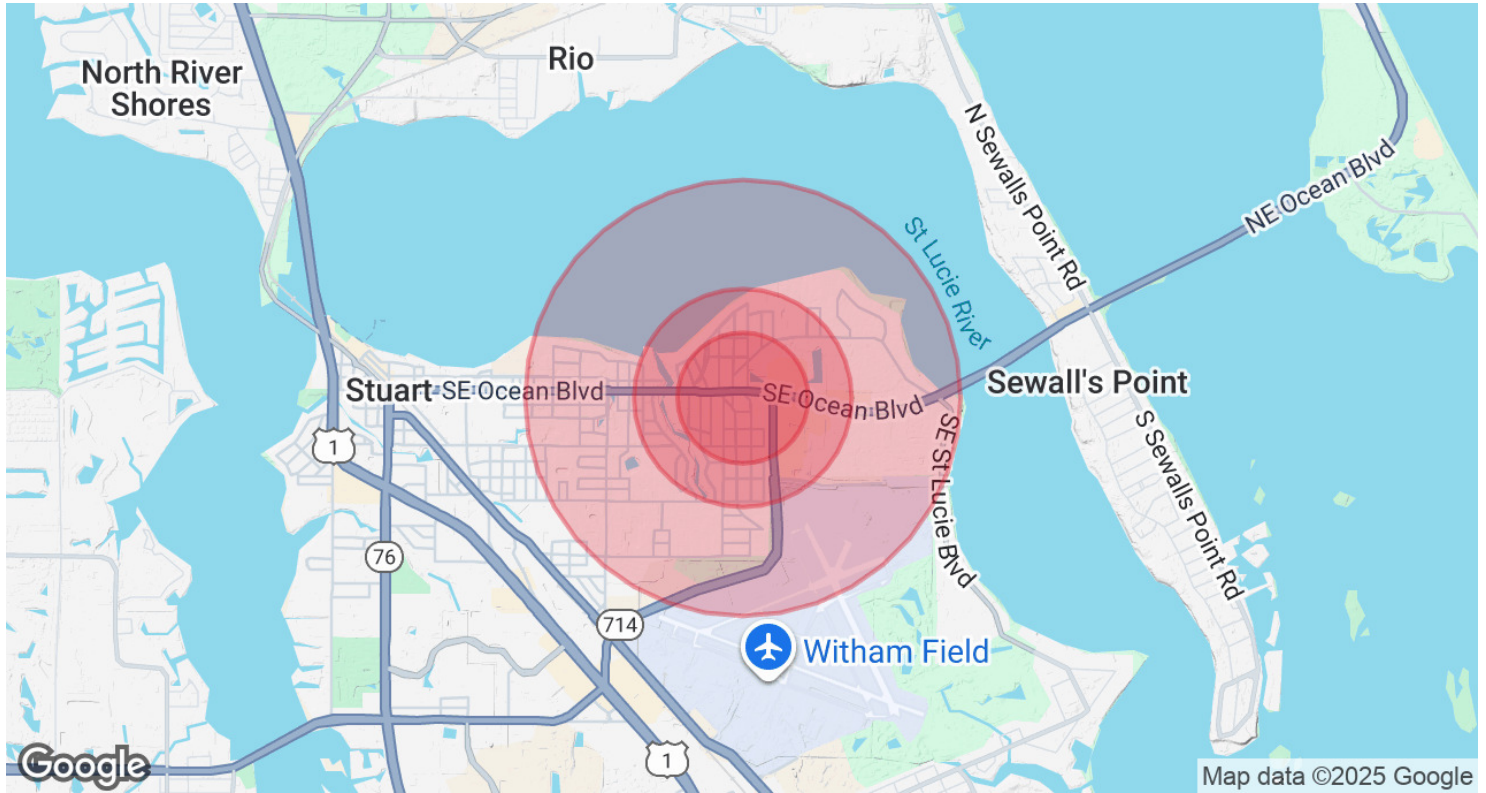 Rio
North River
Shores
N Sewalls Point Rd
NE Ocean Blvd
St Lucie River
Stuart
SE Ocean Blvd
SE Ocean Blvd
Sewall's Point
1
SE St Lucie Blvd
S Sewalls Point Rd
76
714
Witham Field
1
Google
Map data ©2025 Google